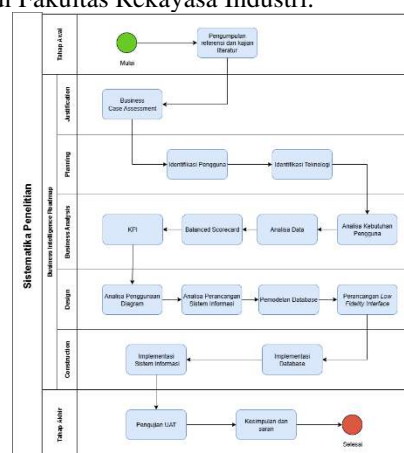 di Fakultas Rekayasa Industri.
Sistematika Penelitian
Tahap Awal
Mulai
Pengumpulan
referensi dan kajian
literatur
Business Intelligence Roadmap
Justification
Business
Case Assessment
Planning
Identifikasi Pengguna
Identifikasi Teknologi
Business Analysis
KPI
Balanced Scorecard
Analisa Data
Analisa Kebutuhan
Pengguna
Design
Analisa Penggunaan
Diagram
Analisa Perancangan
Sistem Informasi
Pemodelan Database
Perancangan Low
Fidelity Interface
Construction
Implementasi
Sistem Informasi
Implementasi
Database
Tahap Akhir
Pengujian UAT
Kesimpulan dan
saran
Selesai